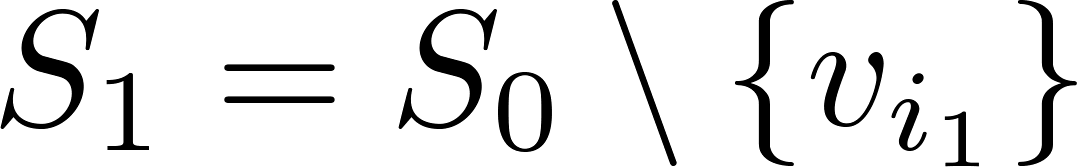 $S_1 = S_0 \setminus \{v_{i_1}\}$